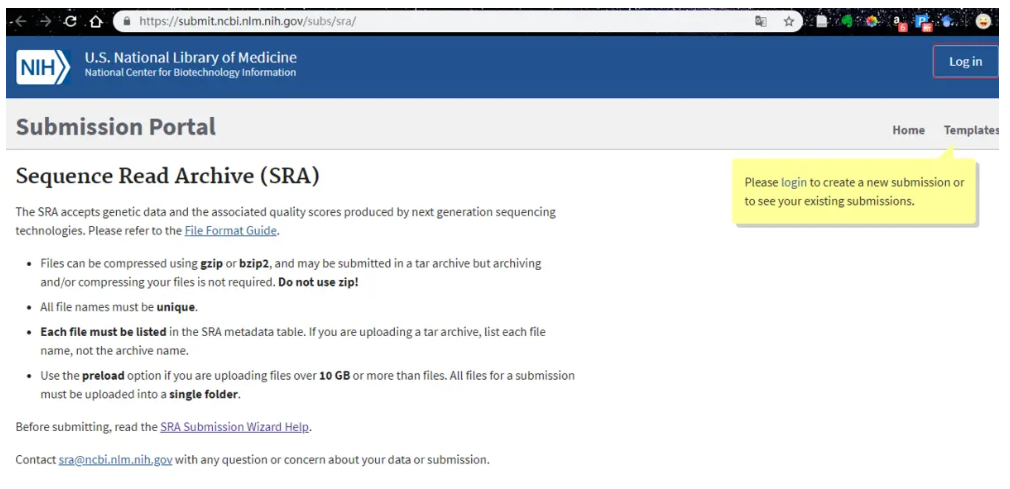 https://submit.ncbi.nlm.nih.gov/subs/sra/
NIH
U.S. National Library of Medicine
National Center for Biotechnology Information
Log in
Submission Portal
Home Templates
Sequence Read Archive (SRA)
Please login to create a new submission or
to see your existing submissions.
The SRA accepts genetic data and the associated quality scores produced by next generation sequencing
technologies. Please refer to the File Format Guide.
• Files can be compressed using gzip or bzip2, and may be submitted in a tar archive but archiving
and/or compressing your files is not required. Do not use zip!
• All file names must be unique.
• Each file must be listed in the SRA metadata table. If you are uploading a tar archive, list each file
name, not the archive name.
• Use the preload option if you are uploading files over 10 GB or more than files. All files for a submission
must be uploaded into a single folder.
Before submitting, read the SRA Submission Wizard Help.
Contact sra@ncbi.nlm.nih.gov with any question or concern about your data or submission.